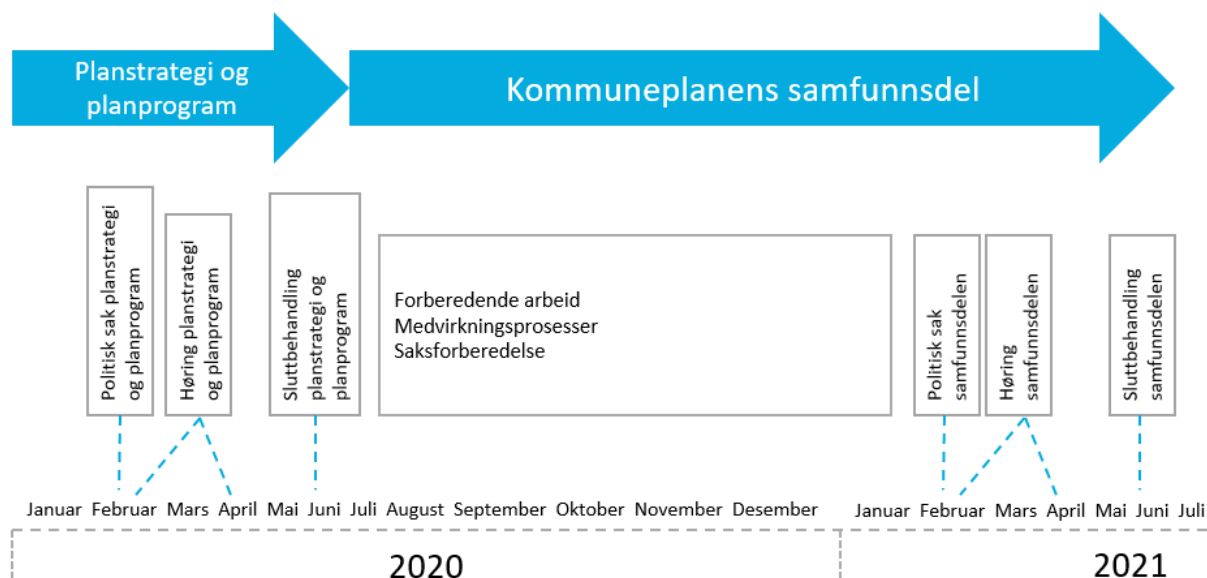 Planstrategi og
planprogram
Kommuneplanens samfunnsdel
Politisk sak planstrategi
og planprogram
Høring planstrategi
og planprogram
Sluttbehandling
planstrategi og
planprogram
Forberedende arbeid
Medvirkningsprosesser
Saksforberedelse
Politisk sak
samfunnsdelen
Høring
samfunnsdelen
Sluttbehandling
samfunnsdelen
Januar Februar Mars April Mai Juni Juli August September Oktober November Desember Januar Februar Mars April Mai Juni Juli
2020 2021